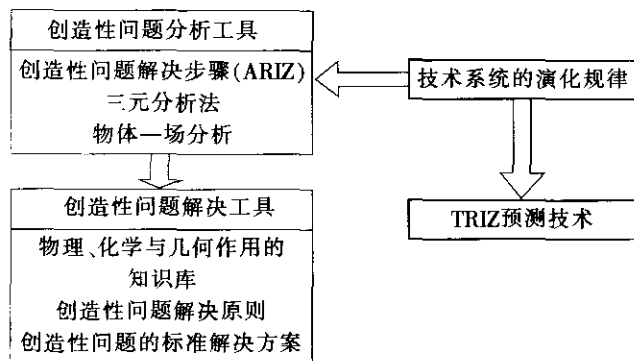 创造性问题分析工具
创造性问题解决步骤(ARIZ)
三元分析法
物体—场分析
技术系统的演化规律
创造性问题解决工具
物理、化学与几何作用的
知识库
创造性问题解决原则
创造性问题的标准解决方案
TRIZ预测技术